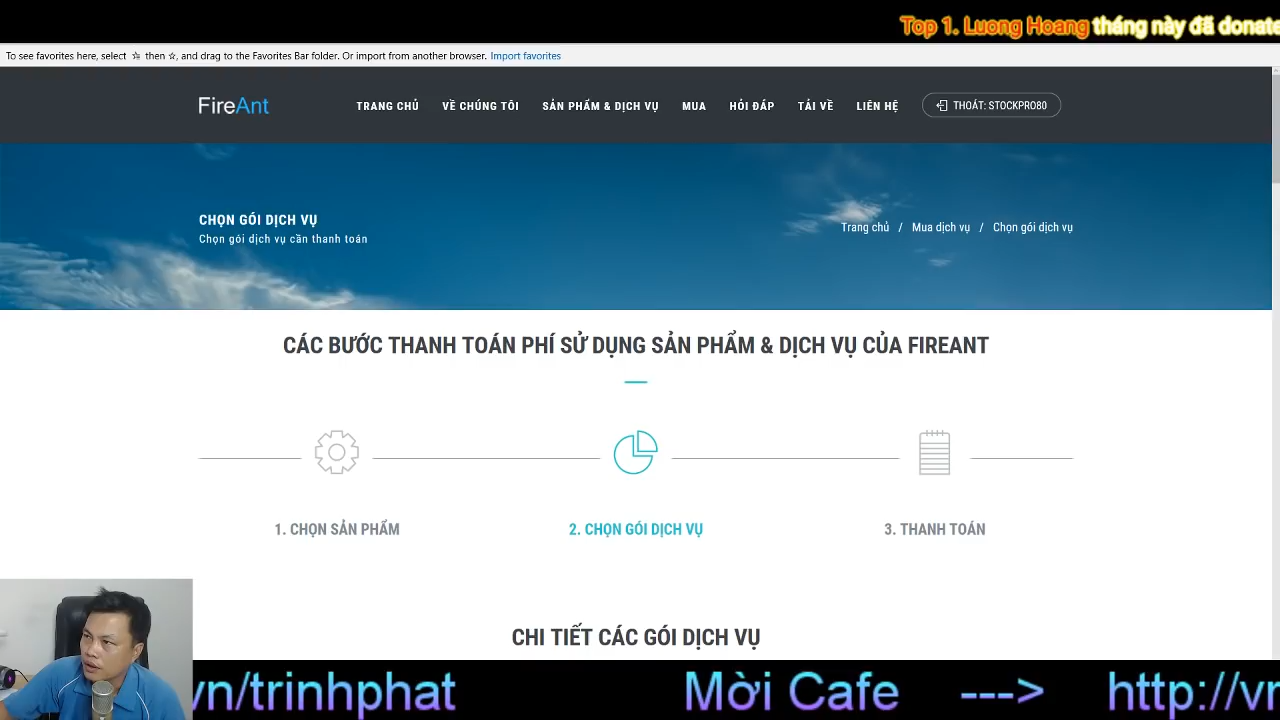 Top 1. Luong Hoang tháng này đã donate
To see favorites here, select ☆ then ☆, and drag to the Favorites Bar folder. Or import from another browser. Import favorites
FireAnt
TRANG CHỦ VỀ CHÚNG TÔI SẢN PHẨM & DỊCH VỤ MUA HỎI ĐÁP TẢI VỀ LIÊN HỆ THOÁT: STOCKPRO80
CHỌN GÓI DỊCH VỤ
Chọn gói dịch vụ cần thanh toán
Trang chủ / Mua dịch vụ / Chọn gói dịch vụ
CÁC BƯỚC THANH TOÁN PHÍ SỬ DỤNG SẢN PHẨM & DỊCH VỤ CỦA FIREANT
1. CHỌN SẢN PHẨM
2. CHỌN GÓI DỊCH VỤ
3. THANH TOÁN
CHI TIẾT CÁC GÓI DỊCH VỤ
vn/trinhphat Mời Cafe ---> http://vr